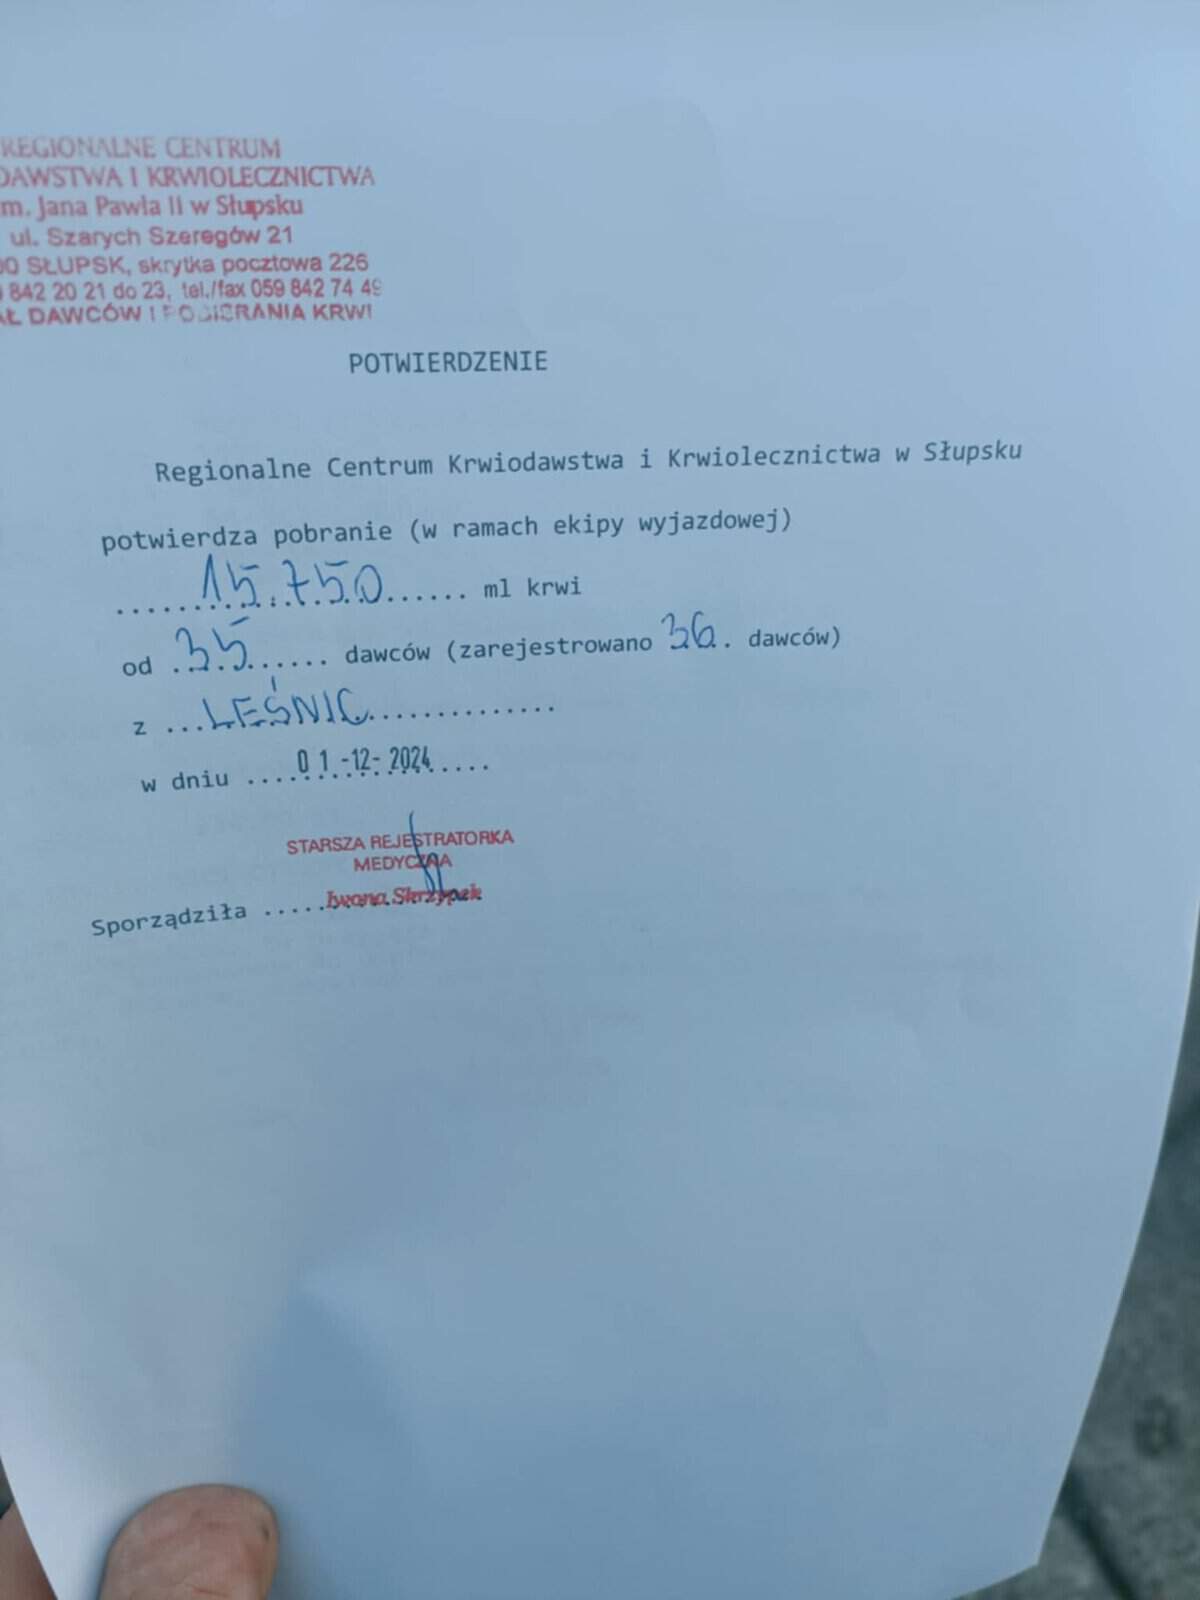 REGIONALNE CENTRUM
DAWSTWA I KRWIOLECZNICTWA
m. Jana Pawła II w Słupsku
ul. Szarych Szeregów 21
00 SŁUPSK, skrytka pocztowa 226
842 20 21 do 23, tel./fax 059 842 74 49
AŁ DAWCÓW I POBIERANIA KRWI
POTWIERDZENIE
Regionalne Centrum Krwiodawstwa i Krwiolecznictwa w Słupsku
potwierdza pobranie (w ramach ekipy wyjazdowej)
........15.750...... ml krwi
od .35...... dawców (zarejestrowano 36. dawców)
z ...LEŚNIC..............
w dniu ....01-12-2024.....
STARSZA REJESTRATORKA
MEDYCZNA
Sporządziła .....Iwona Skrzypek